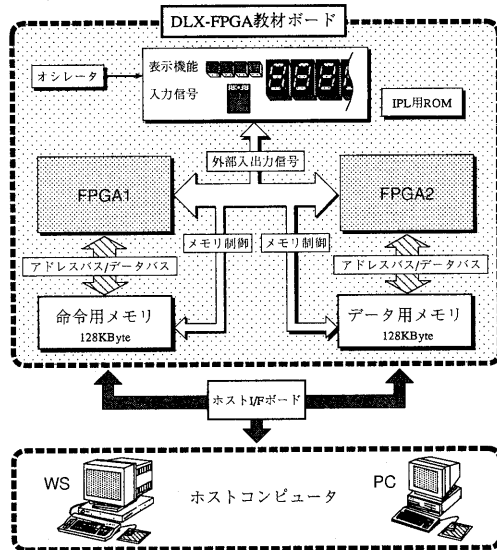 DLX-FPGA教材ボード
表示機能
入力信号
オシレータ
IPL用ROM
外部入出力信号
FPGA1
FPGA2
メモリ制御
メモリ制御
アドレスバス/データバス
アドレスバス/データバス
命令用メモリ
128KByte
データ用メモリ
128KByte
ホストI/Fボード
WS
ホストコンピュータ
PC